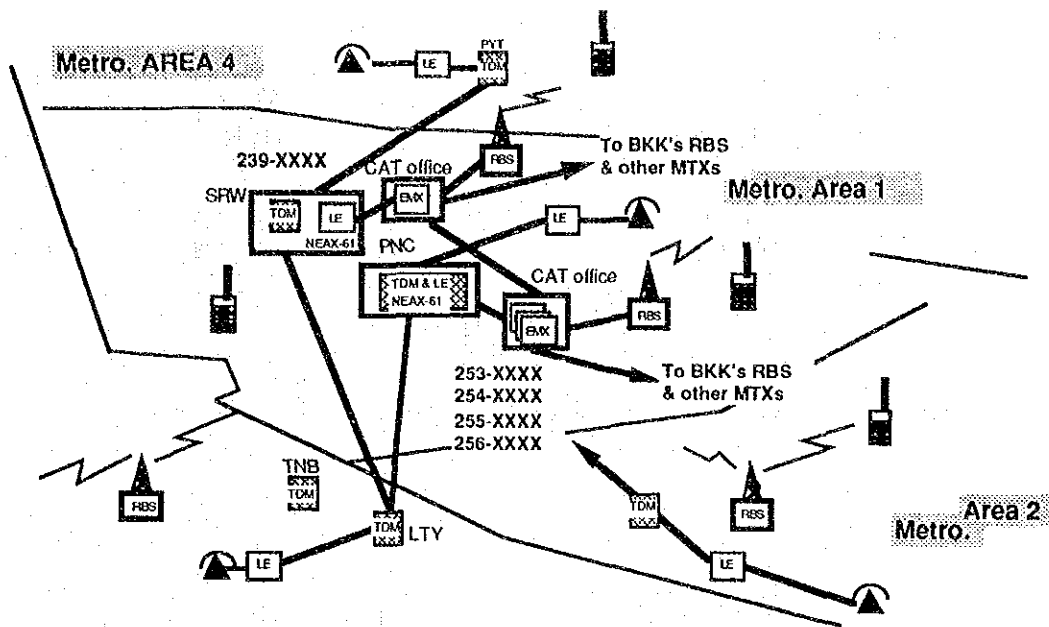 Metro. AREA 4
PYT
TDM
LE
RBS
To BKK's RBS
& other MTXs
239-XXXX
CAT office
EMX
SRW
TDM
LE
NEAX-61
Metro. Area 1
LE
PNC
TDM & LE
NEAX-61
CAT office
EMX
RBS
253-XXXX
254-XXXX
255-XXXX
256-XXXX
To BKK's RBS
& other MTXs
TNB
TDM
RBS
TDM
LTY
LE
TDM
RBS
LE
Metro. Area 2